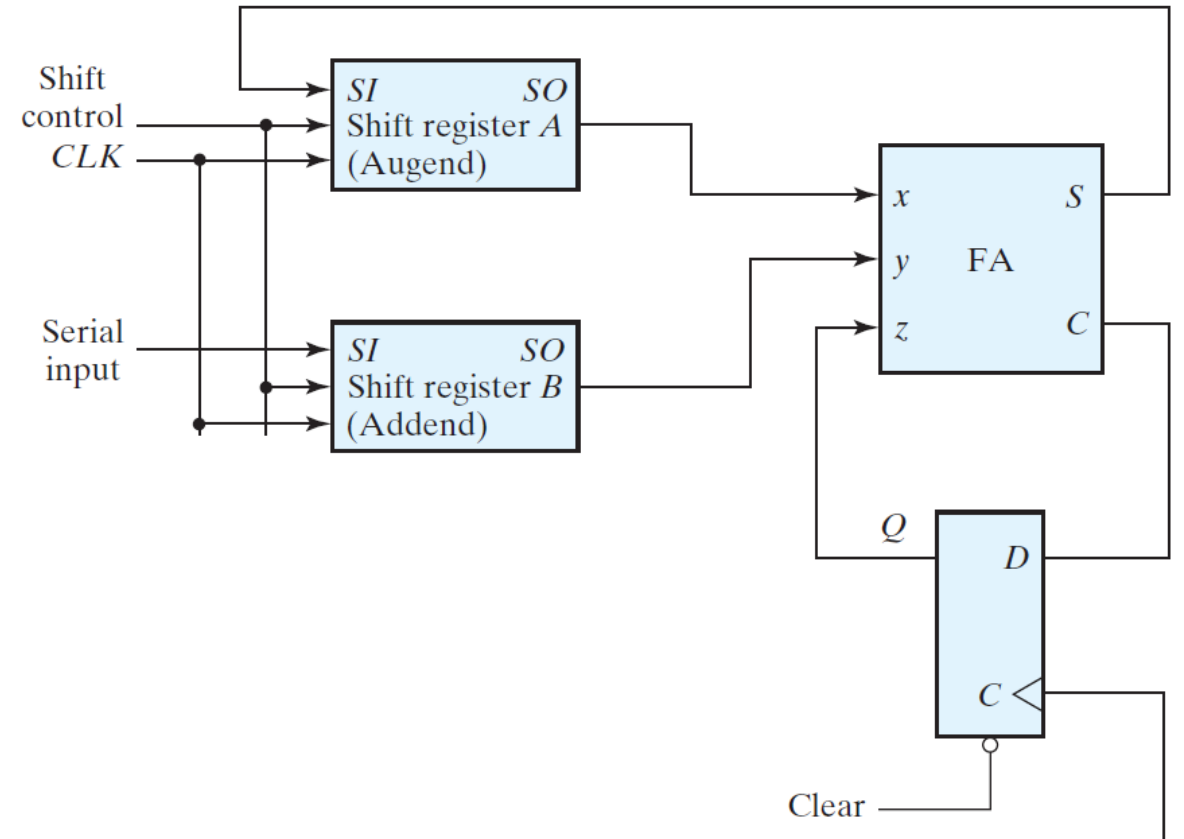 Shift
control
CLK
SI SO
Shift register A
(Augend)
x S
y FA
z C
Serial
input
SI SO
Shift register B
(Addend)
Q
D
C
Clear